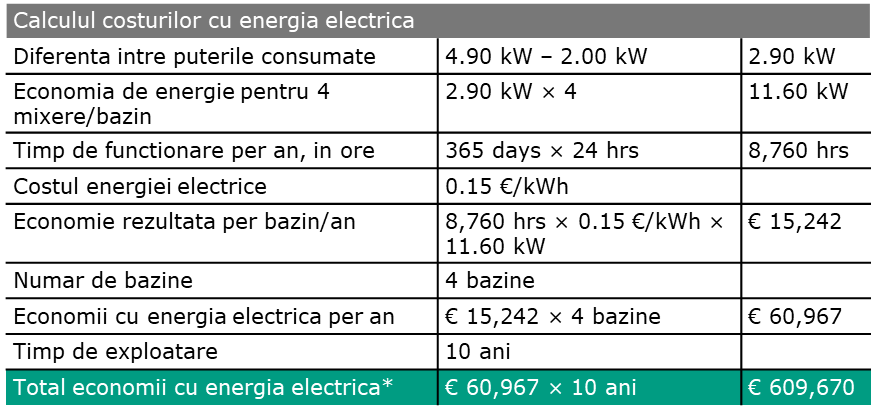 Calculul costurilor cu energia electrica
Diferenta intre puterile consumate 4.90 kW – 2.00 kW 2.90 kW
Economia de energie pentru 4 mixere/bazin 2.90 kW × 4 11.60 kW
Timp de functionare per an, in ore 365 days × 24 hrs 8,760 hrs
Costul energiei electrice 0.15 €/kWh
Economie rezultata per bazin/an 8,760 hrs × 0.15 €/kWh × 11.60 kW € 15,242
Numar de bazine 4 bazine
Economii cu energia electrica per an € 15,242 × 4 bazine € 60,967
Timp de exploatare 10 ani
Total economii cu energia electrica* € 60,967 × 10 ani € 609,670